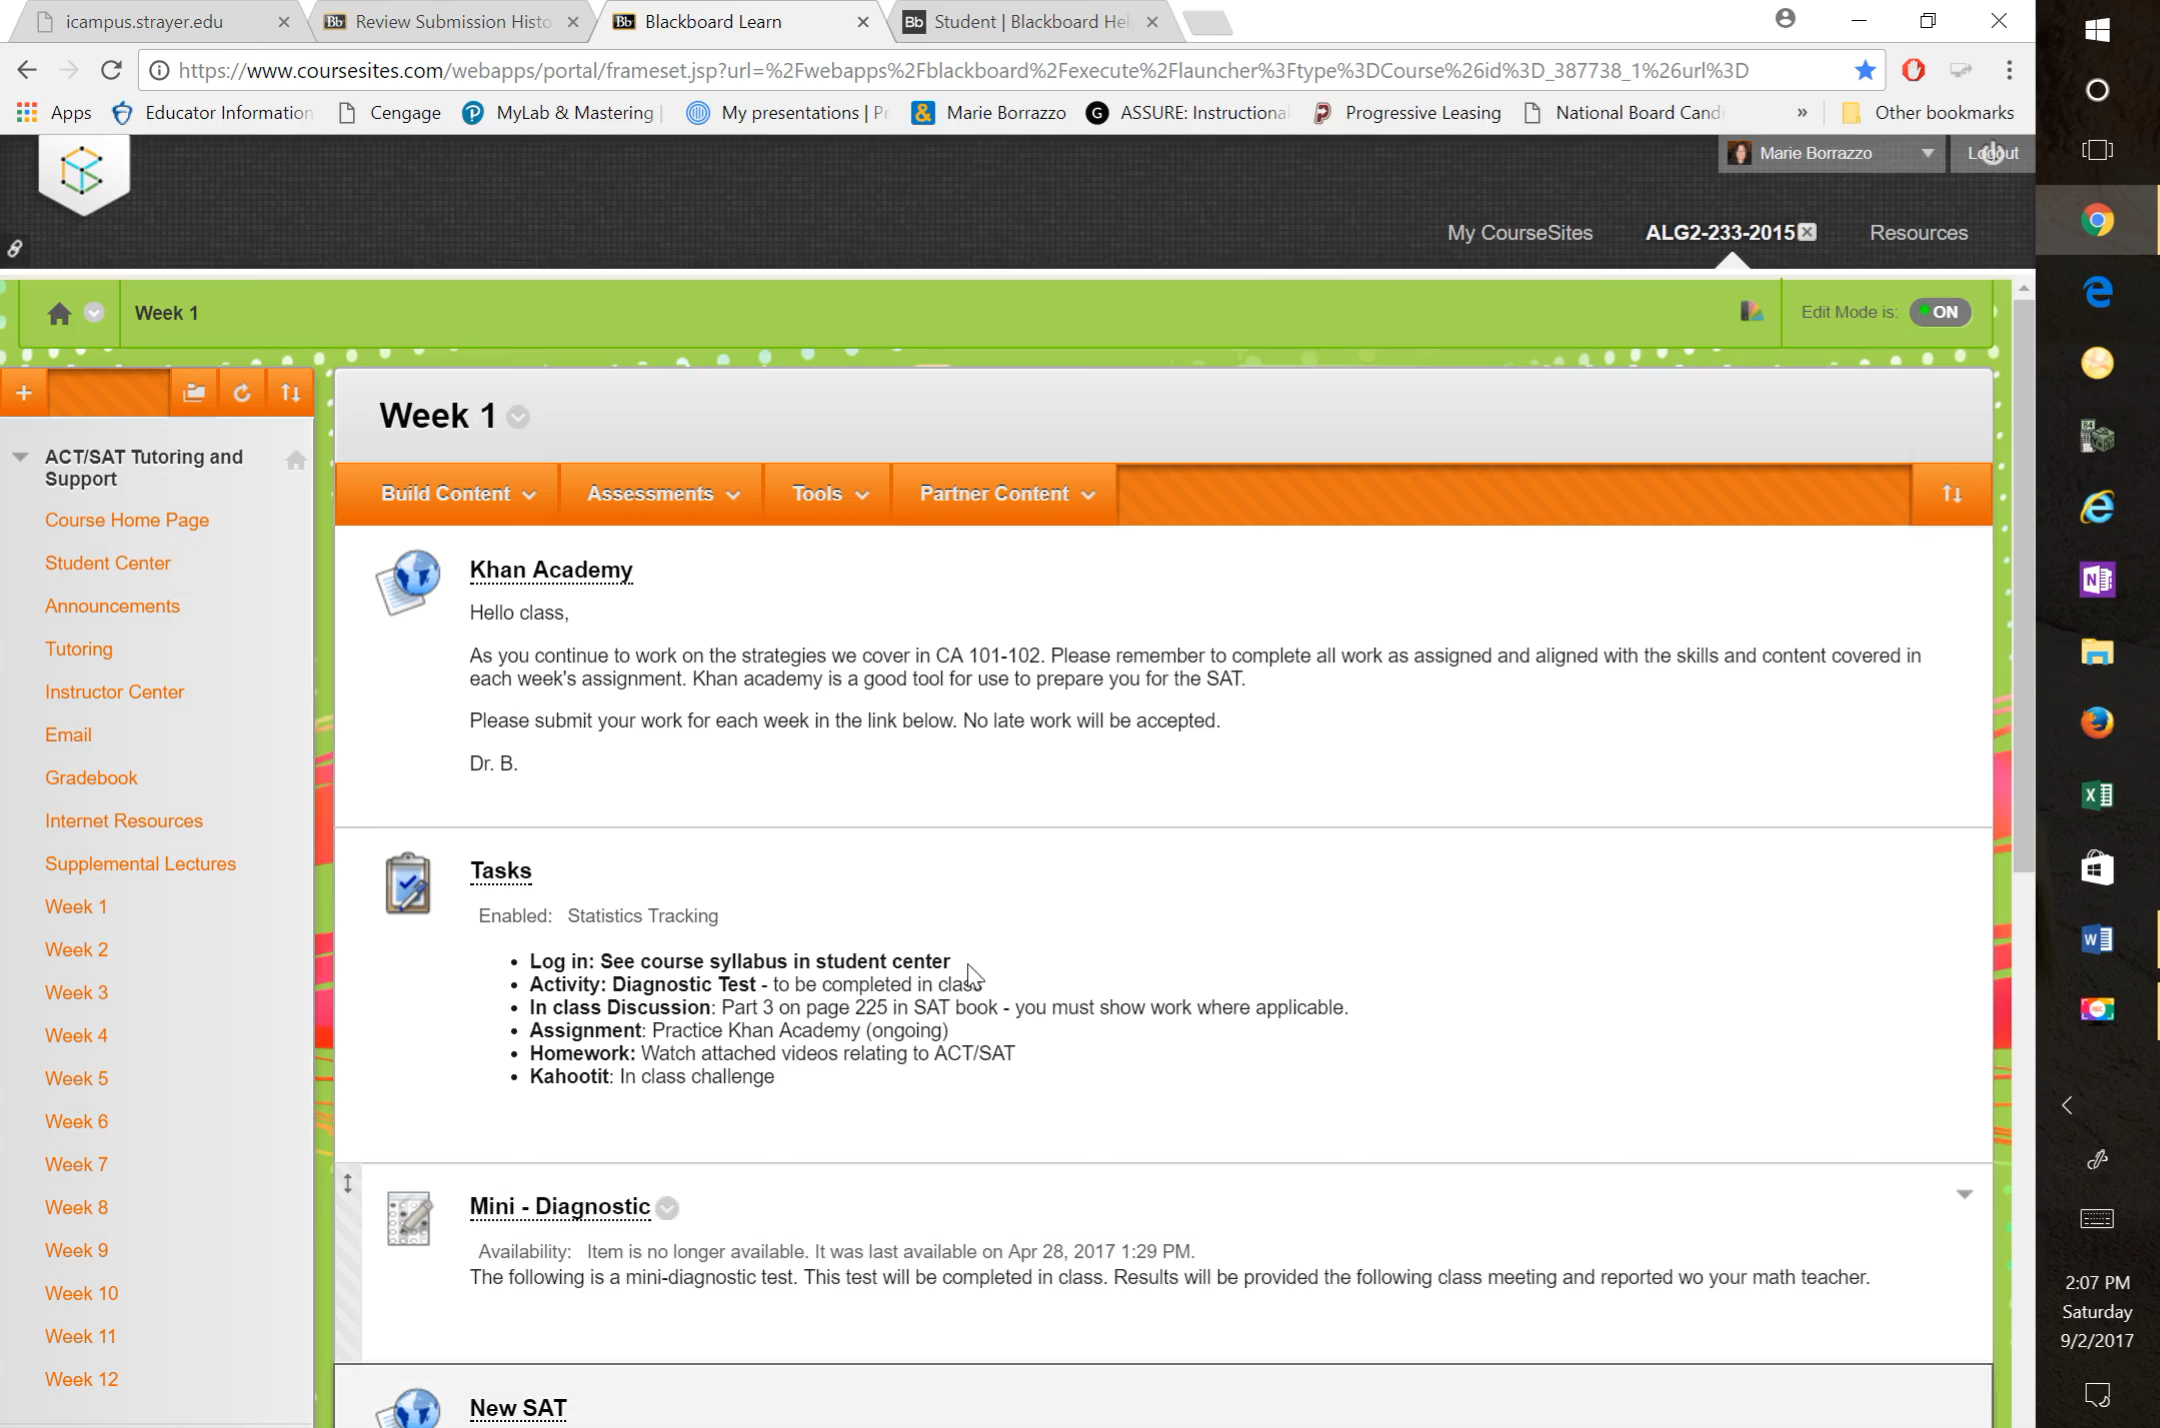 icampus.strayer.edu
Review Submission Histo
Blackboard Learn
Student | Blackboard Hel
https://www.coursesites.com/webapps/portal/frameset.jsp?url=%2Fwebapps%2Fblackboard%2Fexecute%2Flauncher%3Ftype%3DCourse%26id%3D_387738_1%26url%3D
Apps
Educator Information
Cengage
MyLab & Mastering |
My presentations | Pr
Marie Borrazzo
ASSURE: Instructional
Progressive Leasing
National Board Candi
»
Other bookmarks
Marie Borrazzo
Logout
My CourseSites
ALG2-233-2015
Resources
Week 1
Edit Mode is:
ON
ACT/SAT Tutoring and
Support
Course Home Page
Student Center
Announcements
Tutoring
Instructor Center
Email
Gradebook
Internet Resources
Supplemental Lectures
Week 1
Week 2
Week 3
Week 4
Week 5
Week 6
Week 7
Week 8
Week 9
Week 10
Week 11
Week 12
Week 1
Build Content
Assessments
Tools
Partner Content
Khan Academy
Hello class,
As you continue to work on the strategies we cover in CA 101-102. Please remember to complete all work as assigned and aligned with the skills and content covered in
each week's assignment. Khan academy is a good tool for use to prepare you for the SAT.
Please submit your work for each week in the link below. No late work will be accepted.
Dr. B.
Tasks
Enabled: Statistics Tracking
• Log in: See course syllabus in student center
• Activity: Diagnostic Test - to be completed in class
• In class Discussion: Part 3 on page 225 in SAT book - you must show work where applicable.
• Assignment: Practice Khan Academy (ongoing)
• Homework: Watch attached videos relating to ACT/SAT
• Kahootit: In class challenge
Mini - Diagnostic
Availability: Item is no longer available. It was last available on Apr 28, 2017 1:29 PM.
The following is a mini-diagnostic test. This test will be completed in class. Results will be provided the following class meeting and reported wo your math teacher.
New SAT
2:07 PM
Saturday
9/2/2017